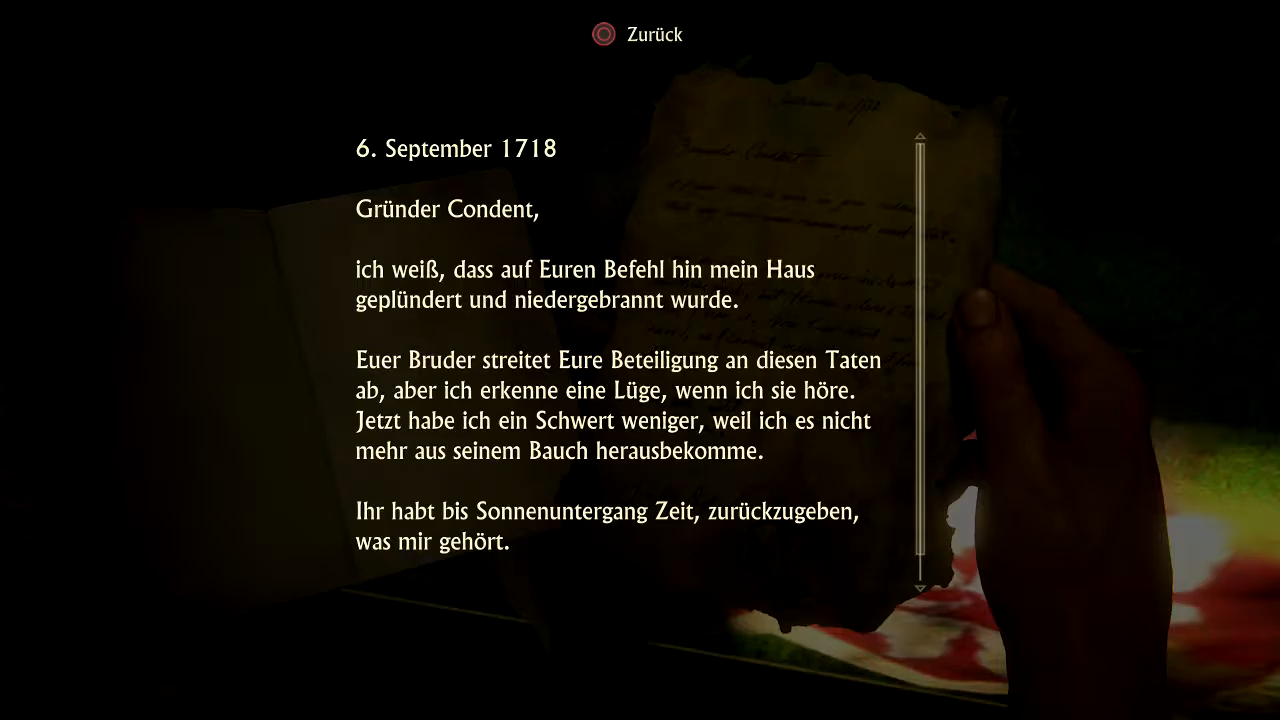 Zurück
6. September 1718
Gründer Condent,
ich weiß, dass auf Euren Befehl hin mein Haus
geplündert und niedergebrannt wurde.
Euer Bruder streitet Eure Beteiligung an diesen Taten
ab, aber ich erkenne eine Lüge, wenn ich sie höre.
Jetzt habe ich ein Schwert weniger, weil ich es nicht
mehr aus seinem Bauch herausbekomme.
Ihr habt bis Sonnenuntergang Zeit, zurückzugeben,
was mir gehört.